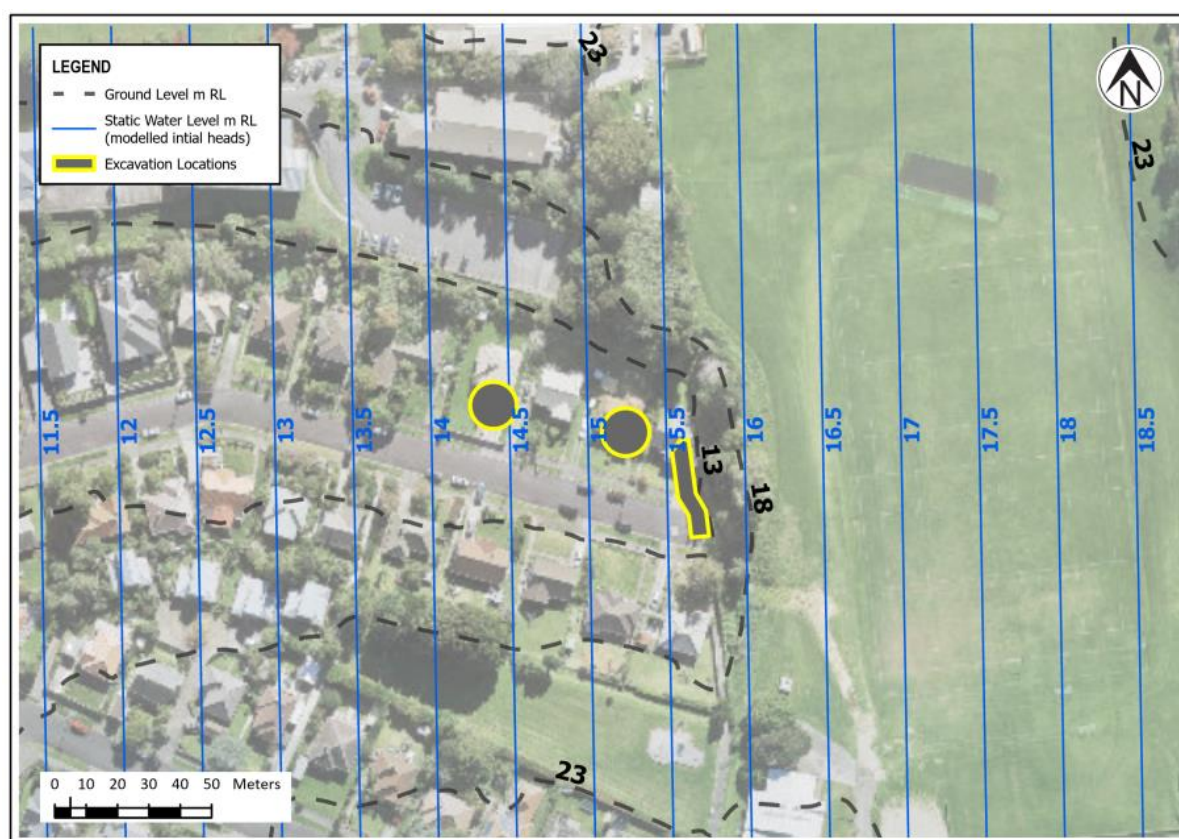 LEGEND
Ground Level m RL
Static Water Level m RL
(modelled intial heads)
Excavation Locations
N
23
23
11.5
12
12.5
13
13.5
14
14.5
15
15.5
16
16.5
17
17.5
18
18.5
13
18
23
0 10 20 30 40 50 Meters